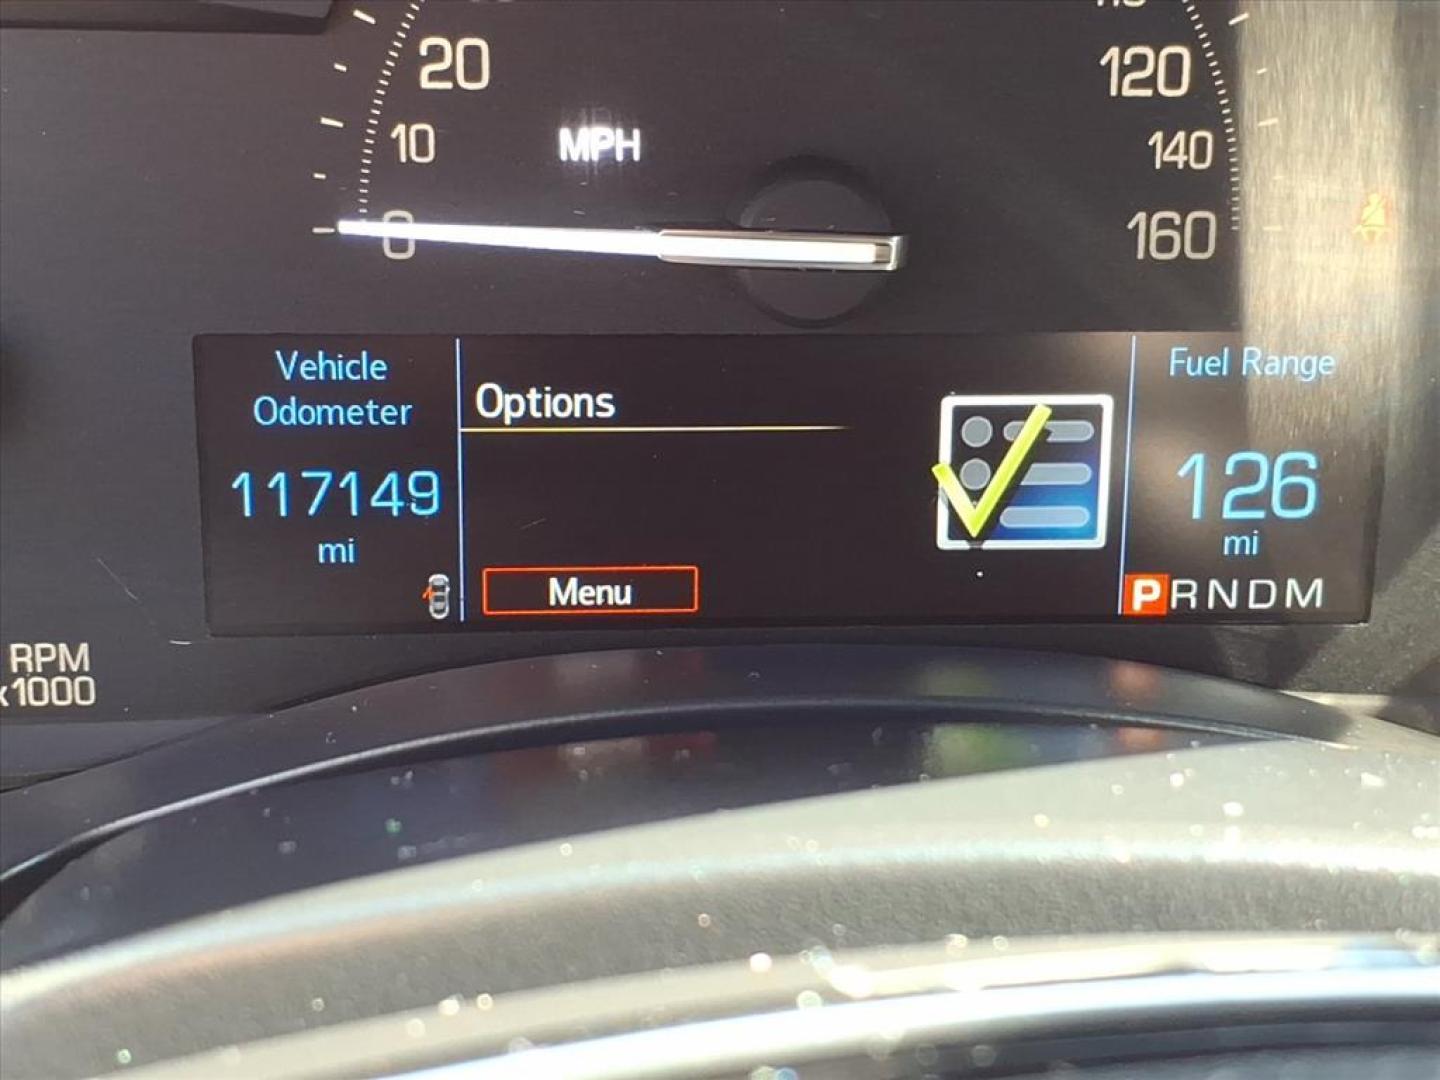 20
120
10
MPH
140
0
160
Vehicle
Odometer
117149
mi
Options
Menu
Fuel Range
126
mi
PRNDM
RPM
x1000